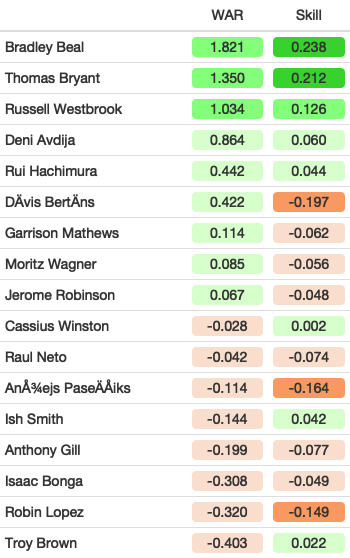 WAR Skill
Bradley Beal 1.821 0.238
Thomas Bryant 1.350 0.212
Russell Westbrook 1.034 0.126
Deni Avdija 0.864 0.060
Rui Hachimura 0.442 0.044
DÄvis BertÄns 0.422 -0.197
Garrison Mathews 0.114 -0.062
Moritz Wagner 0.085 -0.056
Jerome Robinson 0.067 -0.048
Cassius Winston -0.028 0.002
Raul Neto -0.042 -0.074
AnÅ¾ejs PaseÄÅiks -0.114 -0.164
Ish Smith -0.144 0.042
Anthony Gill -0.199 -0.077
Isaac Bonga -0.308 -0.049
Robin Lopez -0.320 -0.149
Troy Brown -0.403 0.022